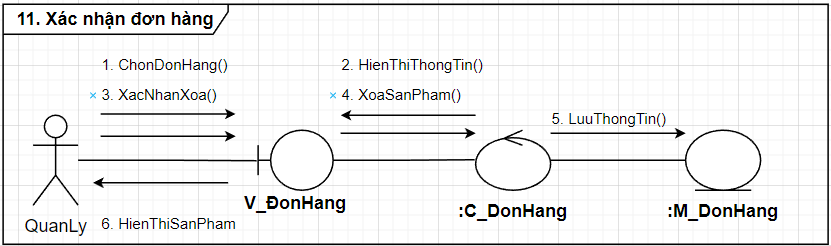 11. Xác nhận đơn hàng
1. ChonDonHang()
2. HienThiThongTin()
3. XacNhanXoa()
4. XoaSanPham()
5. LuuThongTin()
V_ĐonHang
:C_DonHang
:M_DonHang
QuanLy
6. HienThiSanPham